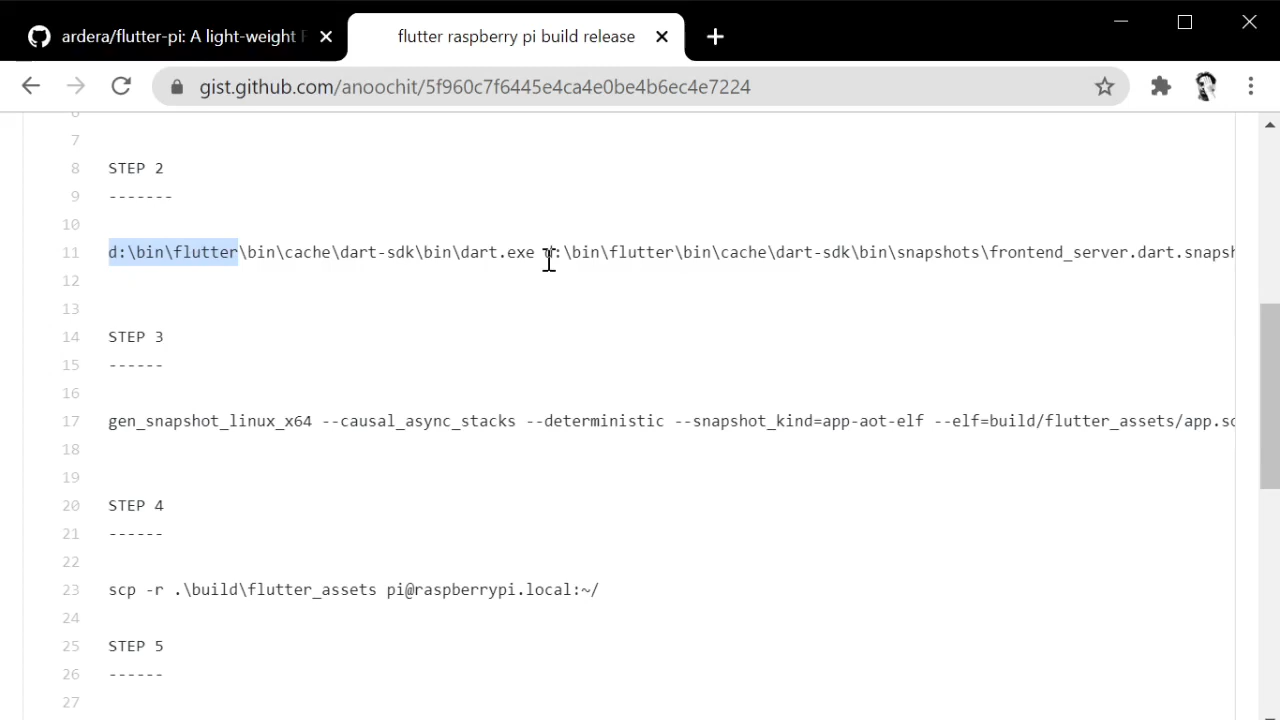 ardera/flutter-pi: A light-weight F
flutter raspberry pi build release
gist.github.com/anoochit/5f960c7f6445e4ca4e0be4b6ec4e7224
6
7
8 STEP 2
9 -------
10
11 d:\bin\flutter\bin\cache\dart-sdk\bin\dart.exe d:\bin\flutter\bin\cache\dart-sdk\bin\snapshots\frontend_server.dart.snapsh
12
13
14 STEP 3
15 ------
16
17 gen_snapshot_linux_x64 --causal_async_stacks --deterministic --snapshot_kind=app-aot-elf --elf=build/flutter_assets/app.so
18
19
20 STEP 4
21 ------
22
23 scp -r .\build\flutter_assets pi@raspberrypi.local:~/
24
25 STEP 5
26 ------
27